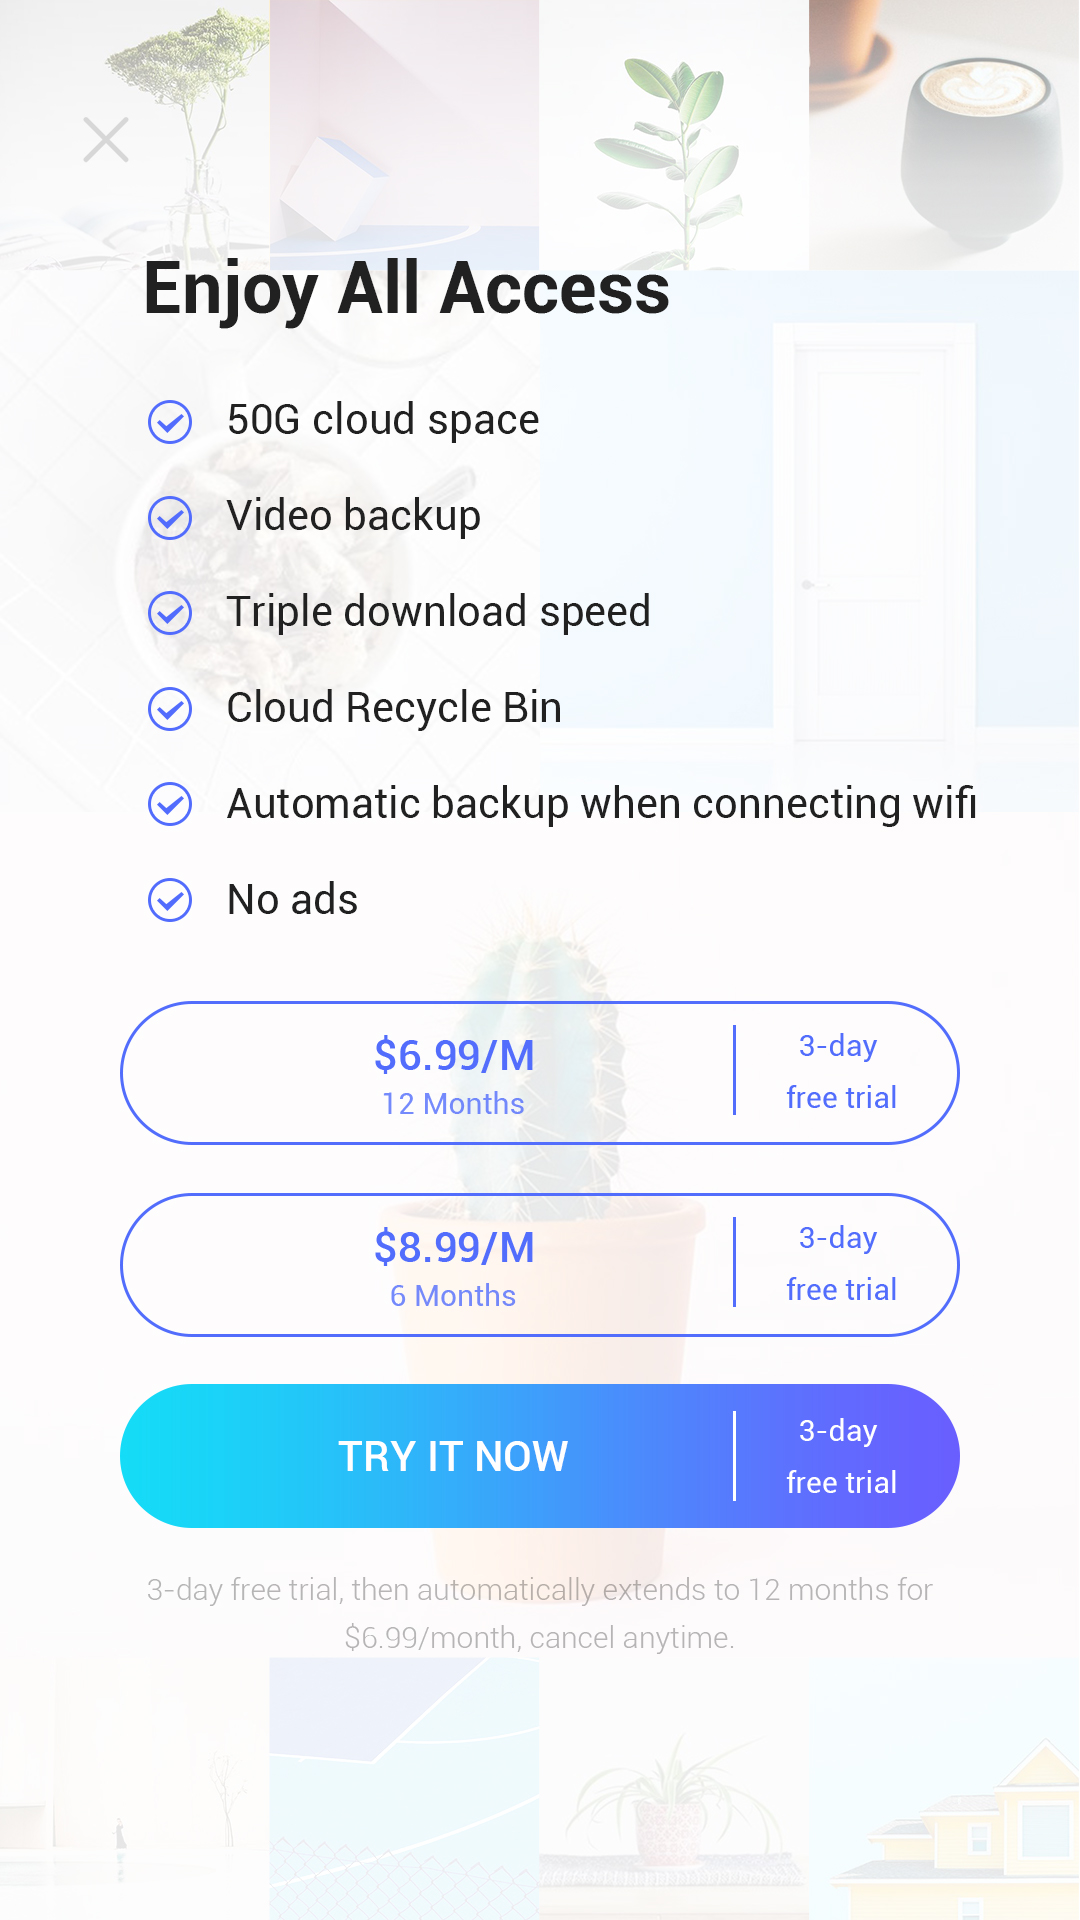 Enjoy All Access
50G cloud space
Video backup
Triple download speed
Cloud Recycle Bin
Automatic backup when connecting wifi
No ads
$6.99/M
12 Months
3-day
free trial
$8.99/M
6 Months
3-day
free trial
TRY IT NOW
3-day
free trial
3-day free trial, then automatically extends to 12 months for
$6.99/month, cancel anytime.